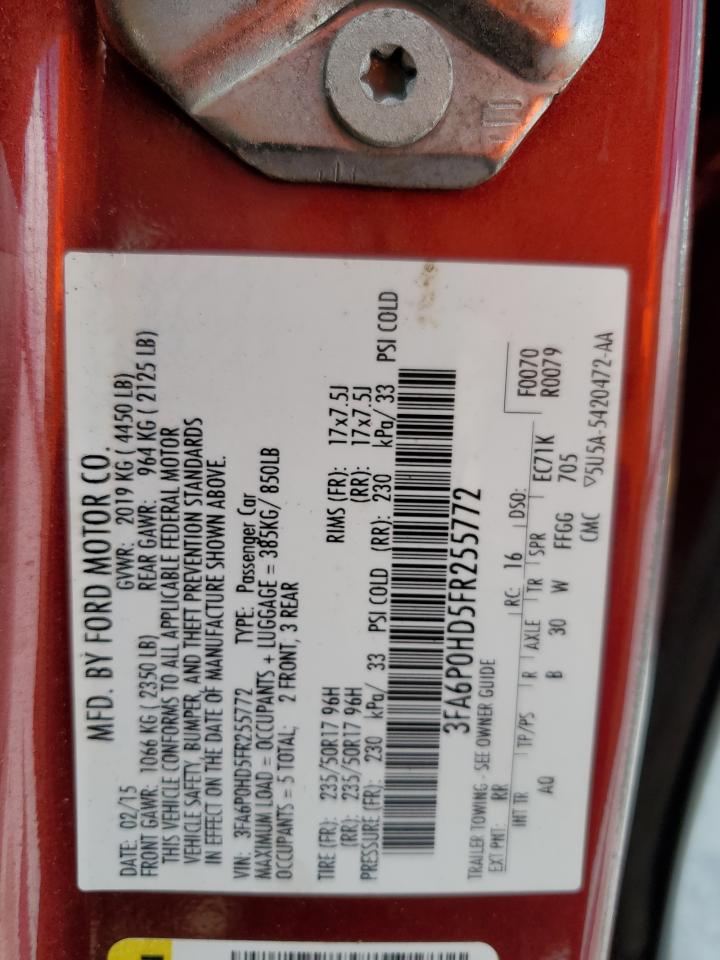 MFD. BY FORD MOTOR CO.
DATE: 02/15 GVWR: 2019 KG ( 4450 LB)
FRONT GAWR: 1066 KG ( 2350 LB) REAR GAWR: 964 KG ( 2125 LB)
THIS VEHICLE CONFORMS TO ALL APPLICABLE FEDERAL MOTOR
VEHICLE SAFETY, BUMPER, AND THEFT PREVENTION STANDARDS
IN EFFECT ON THE DATE OF MANUFACTURE SHOWN ABOVE.
VIN: 3FA6P0HD5FR255772 TYPE: Passenger Car
MAXIMUM LOAD = OCCUPANTS + LUGGAGE = 385KG/ 850LB
OCCUPANTS = 5 TOTAL; 2 FRONT, 3 REAR
TIRE (FR): 235/50R17 96H RIMS (FR): 17x7.5J
(RR): 235/50R17 96H (RR): 17x7.5J
PRESSURE (FR): 230 kPa/ 33 PSI COLD (RR): 230 kPa/ 33 PSI COLD
3FA6P0HD5FR255772
TRAILER TOWING - SEE OWNER GUIDE
F0070
R0079
EXT PNT: RR RC: 16 DSO: EC71K
INT TR TP/PS R AXLE TR SPR 705
AQ B 30 W FFGG
CMC ▽5U5A-5420472-AA